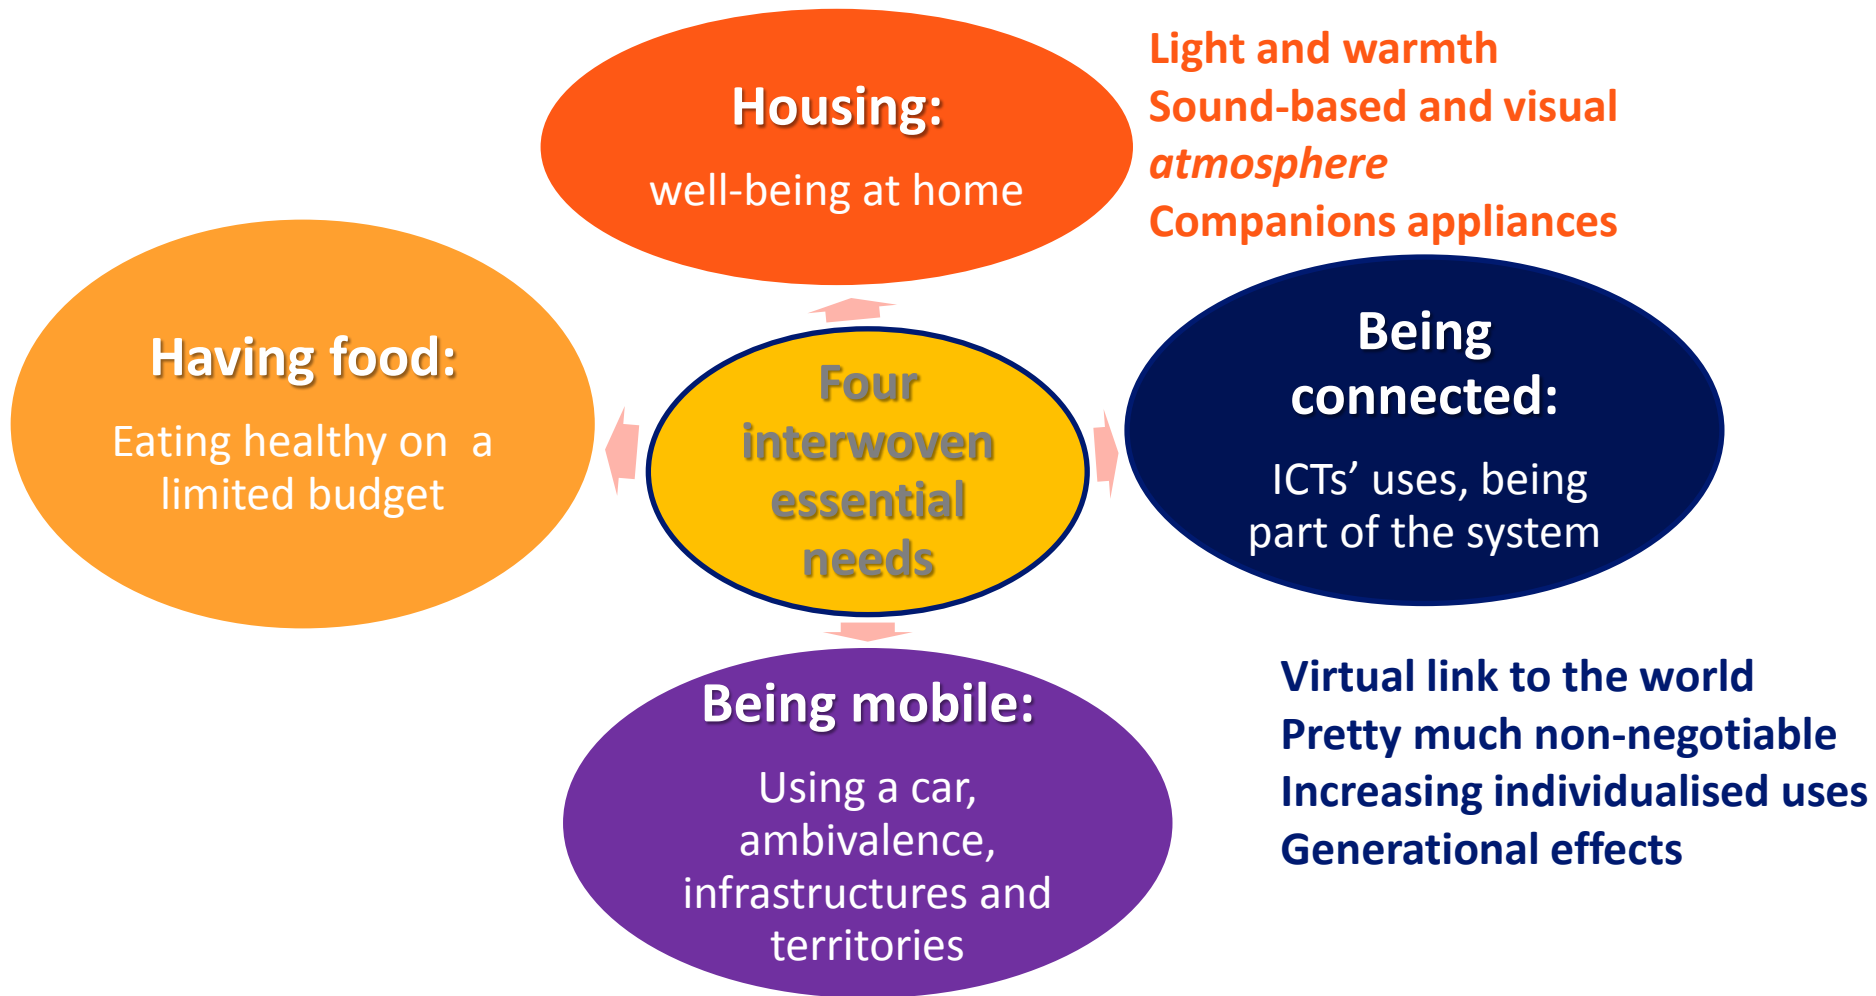 Housing:
well-being at home
Light and warmth
Sound-based and visual
atmosphere
Companions appliances
Having food:
Eating healthy on a
limited budget
Four
interwoven
essential
needs
Being
connected:
ICTs’ uses, being
part of the system
Being mobile:
Using a car,
ambivalence,
infrastructures and
territories
Virtual link to the world
Pretty much non-negotiable
Increasing individualised uses
Generational effects